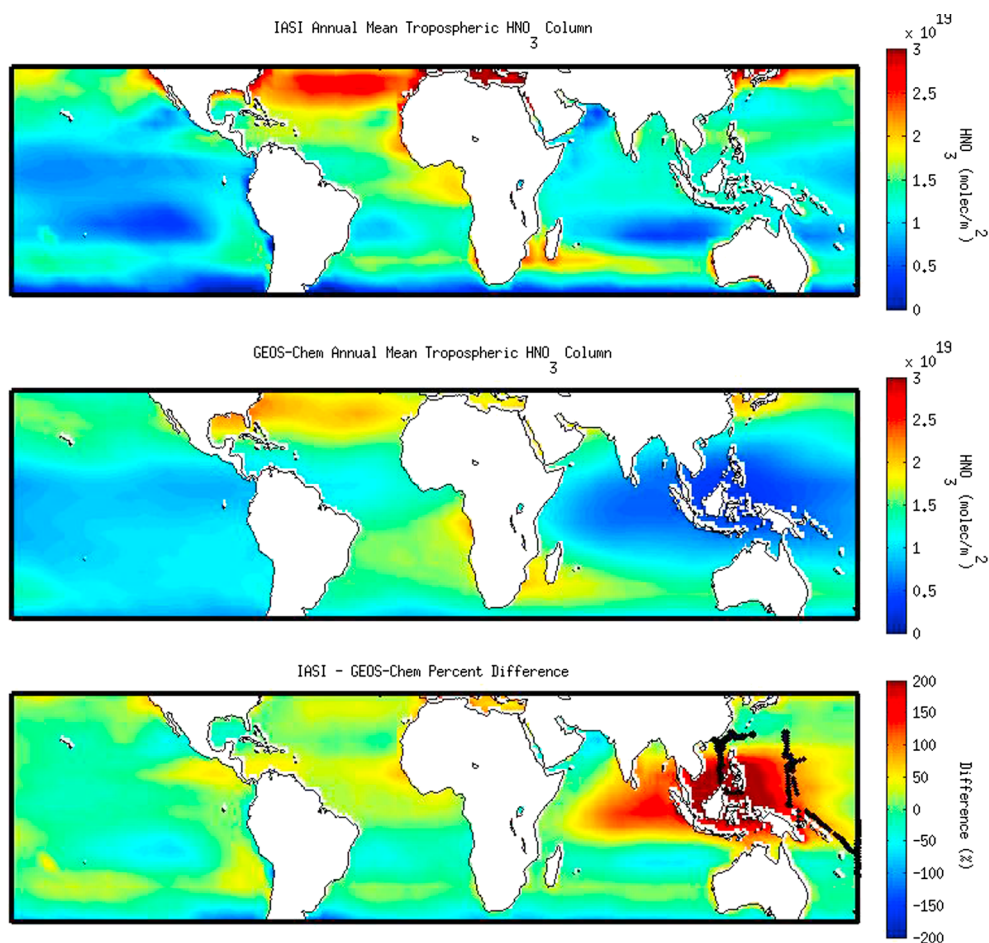 IASI Annual Mean Tropospheric HNO3 Column
x 10^19
3
2,5
2
1,5
1
0,5
0
HNO3 (molec/m^2)
GEOS-Chem Annual Mean Tropospheric HNO3 Column
x 10^19
3
2.5
2
1.5
1
0.5
0
HNO3 (molec/m^2)
IASI - GEOS-Chem Percent Difference
200
150
100
50
0
-50
-100
-150
-200
Difference (%)